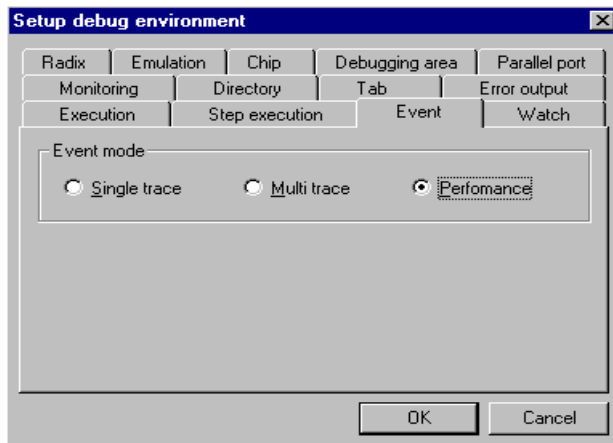 Setup debug environment
Radix Emulation Chip Debugging area Parallel port
Monitoring Directory Tab Error output
Execution Step execution Event Watch
Event mode
Single trace Multi trace Perfomance
OK Cancel